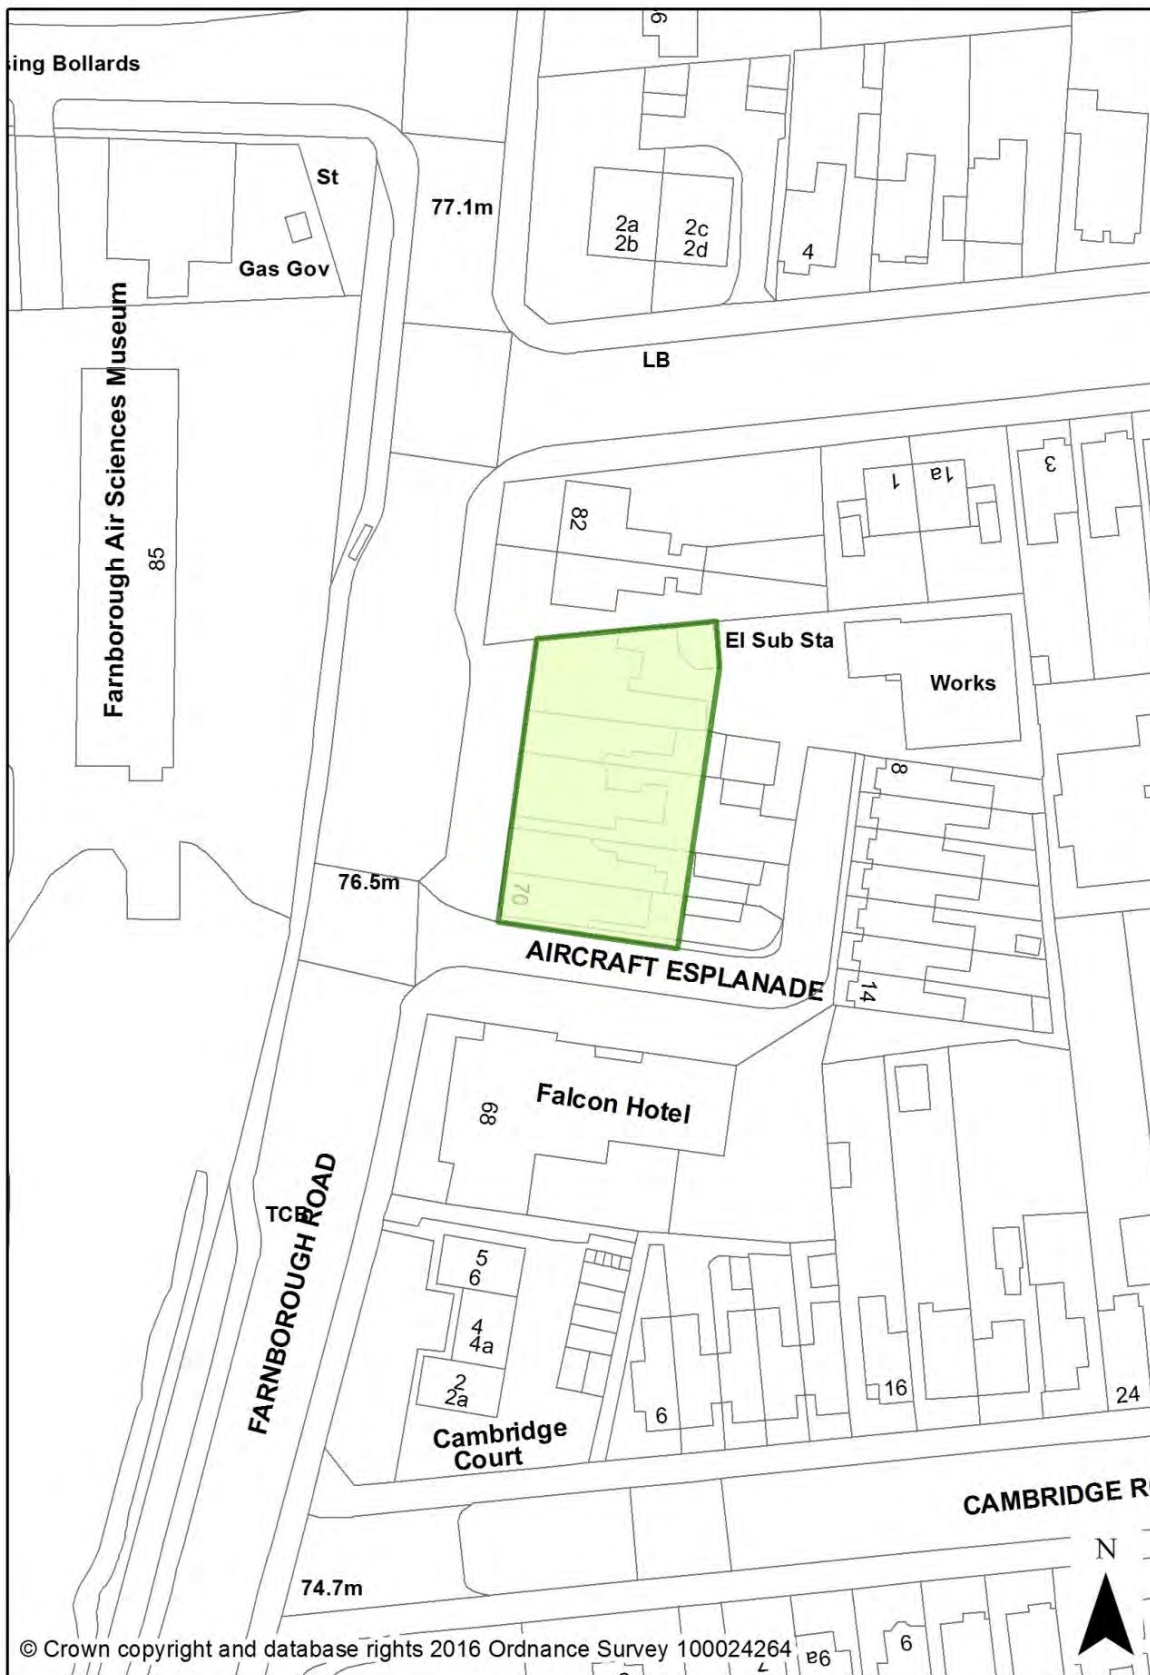 sing Bollards
St
77.1m
2a
2b
2c
2d
4
Gas Gov
LB
Farnborough Air Sciences Museum
85
82
1
1a
3
El Sub Sta
Works
8
76.5m
70
AIRCRAFT ESPLANADE
14
Falcon Hotel
68
FARNBOROUGH ROAD
TCB
5
6
4
4a
2
2a
Cambridge
Court
6
16
24
CAMBRIDGE R
N
74.7m
9a
© Crown copyright and database rights 2016 Ordnance Survey 100024264